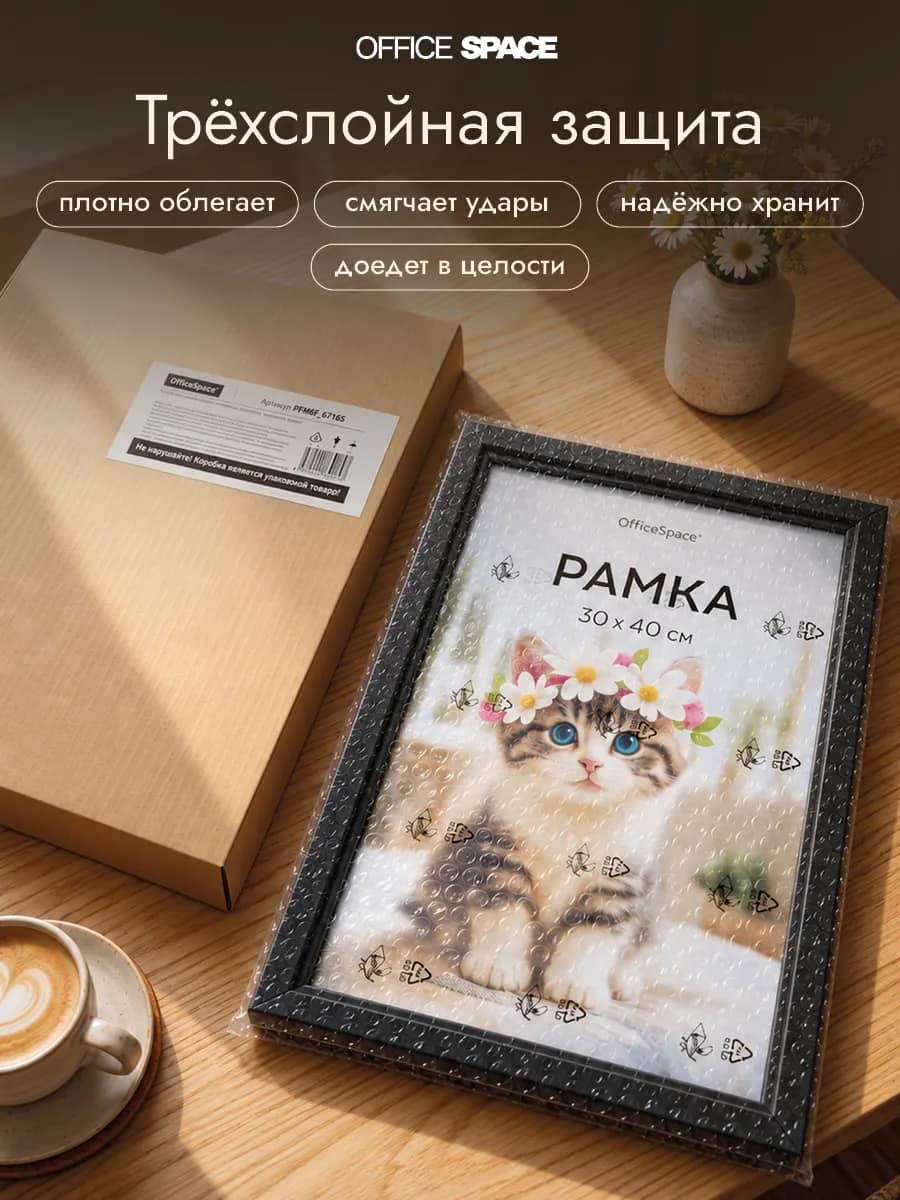 OFFICE SPACE
Трёхслойная защита
плотно облегает
смягчает удары
надёжно хранит
доедет в целости
OfficeSpace
Артикул PFM6F_6716S
Не нарушайте! Коробка является упаковкой товара!
OfficeSpace
РАМКА
30 x 40 см